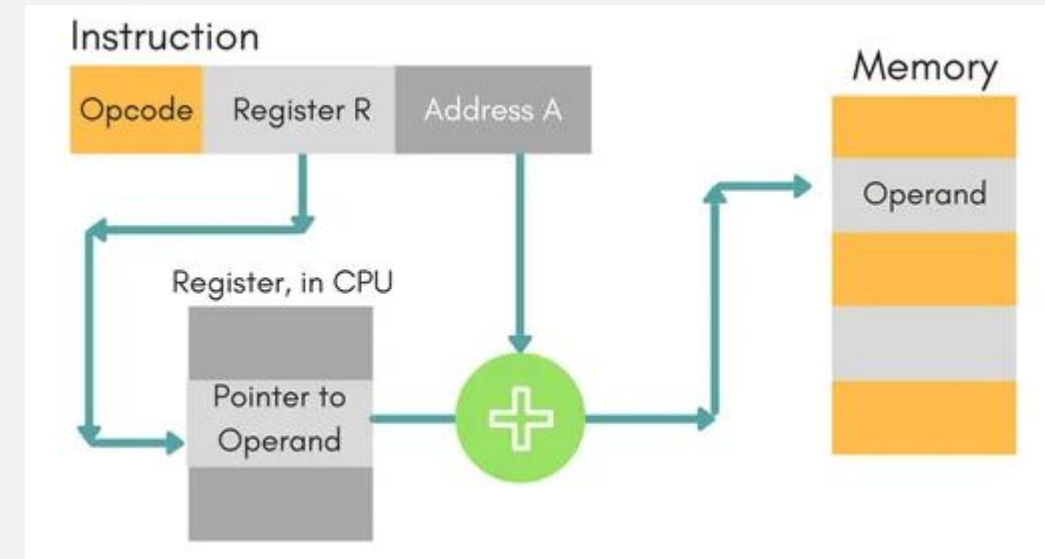 Instruction
Opcode
Register R
Address A
Memory
Operand
Register, in CPU
Pointer to
Operand